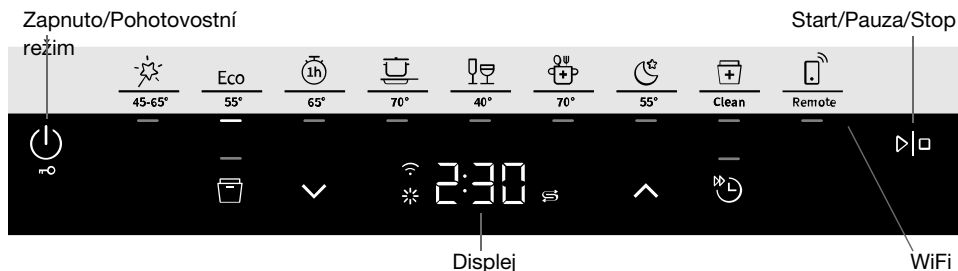 Zapnuto/Pohotovostní
režim
Start/Pauza/Stop
Eco
1h
45-65° 55° 65° 70° 40° 70° 55° Clean Remote
2:30
Displej
WiFi